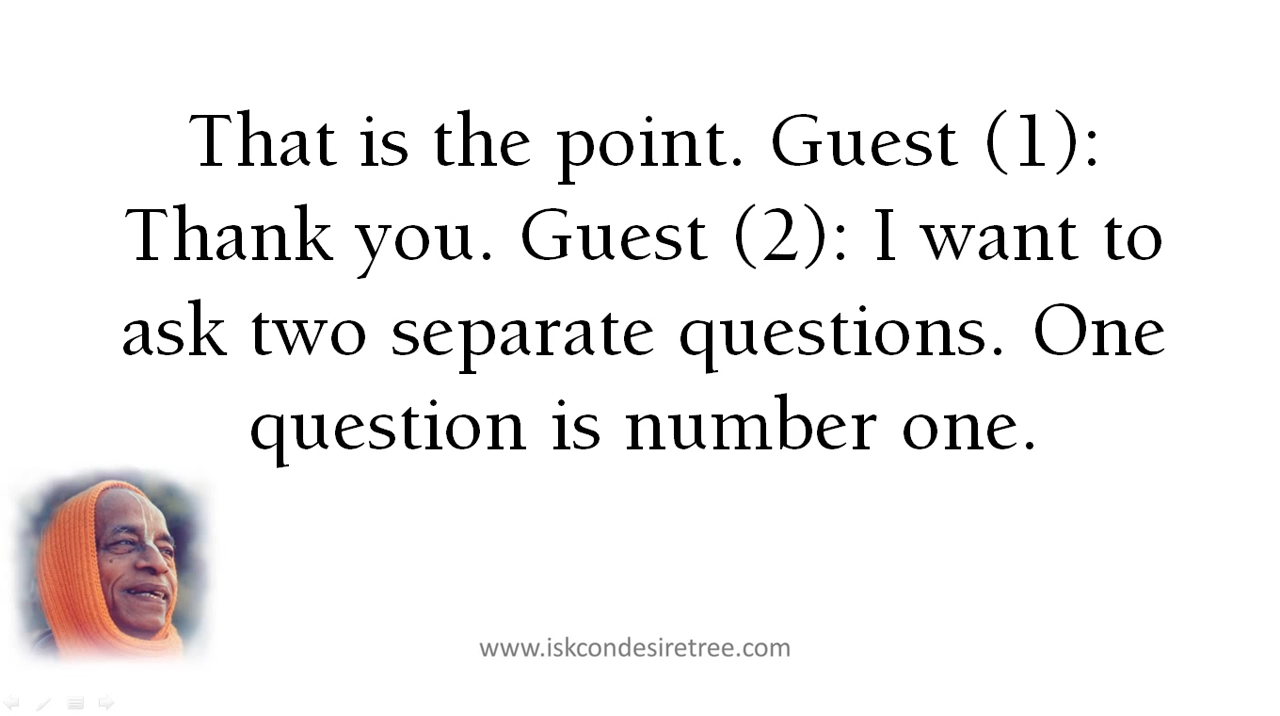 That is the point. Guest (1):
Thank you. Guest (2): I want to
ask two separate questions. One
question is number one.
www.iskcondesiretree.com